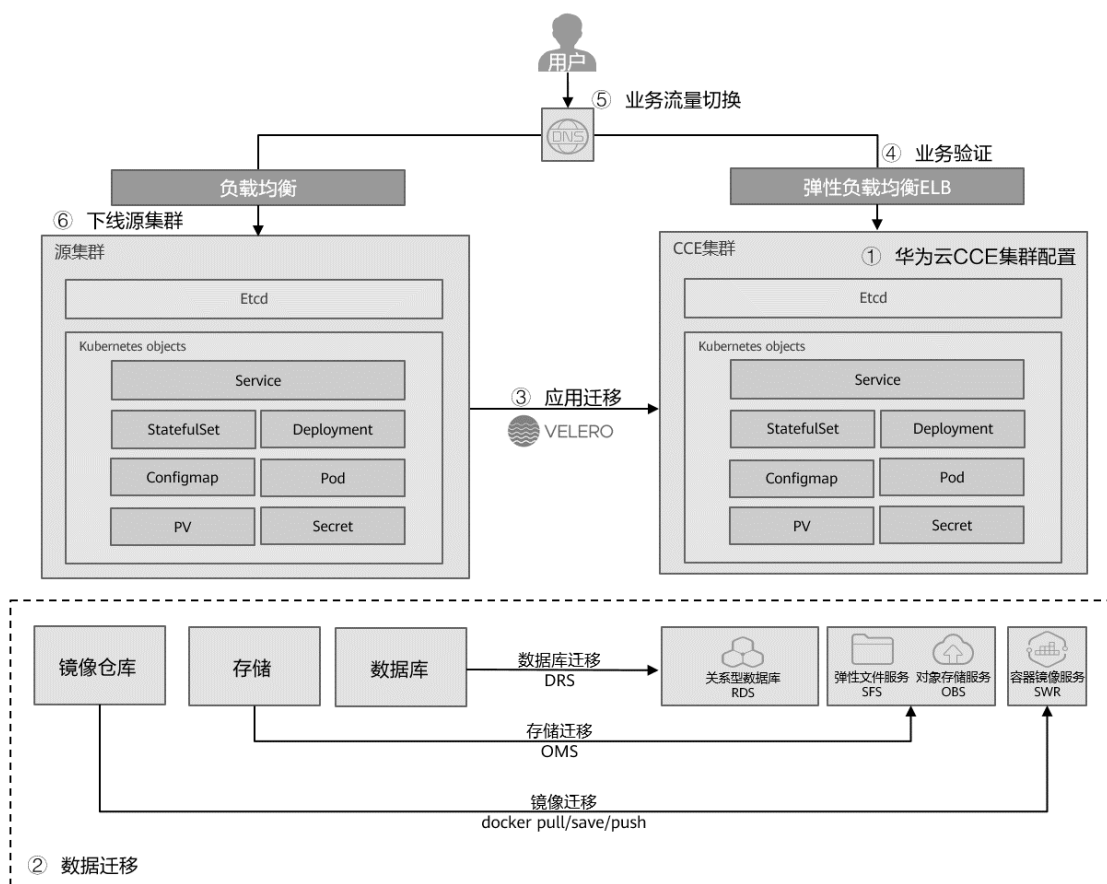 用户
⑤ 业务流量切换
DNS
④ 业务验证
负载均衡
弹性负载均衡ELB
⑥ 下线源集群
源集群
CCE集群
① 华为云CCE集群配置
Etcd
Etcd
Kubernetes objects
Kubernetes objects
Service
Service
③ 应用迁移
VELERO
StatefulSet
Deployment
StatefulSet
Deployment
Configmap
Pod
Configmap
Pod
PV
Secret
PV
Secret
镜像仓库
存储
数据库
数据库迁移
DRS
关系型数据库
RDS
弹性文件服务
SFS
对象存储服务
OBS
容器镜像服务
SWR
存储迁移
OMS
镜像迁移
docker pull/save/push
② 数据迁移